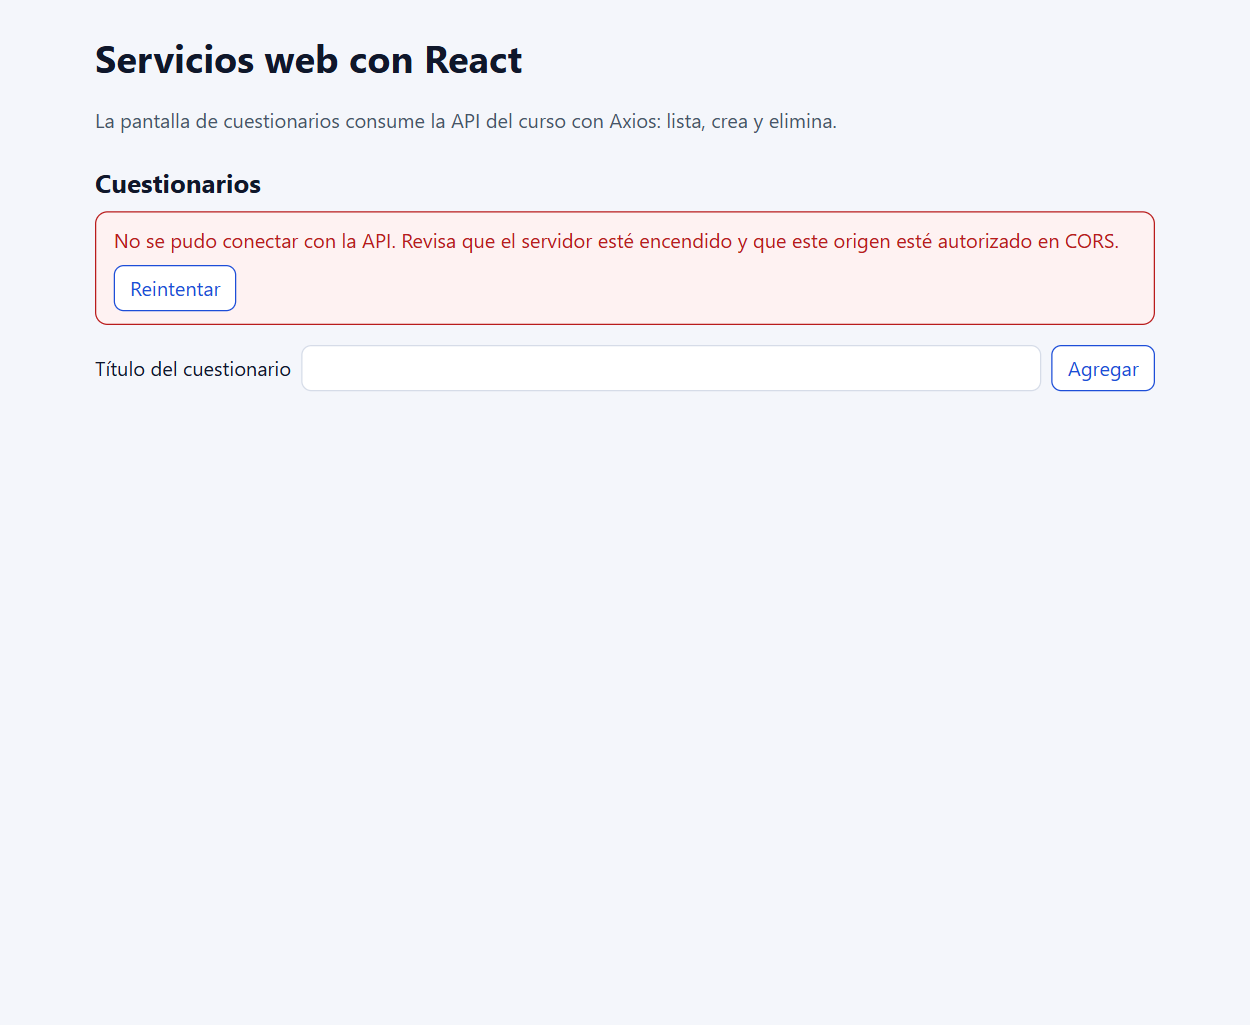 Servicios web con React
La pantalla de cuestionarios consume la API del curso con Axios: lista, crea y elimina.
Cuestionarios
No se pudo conectar con la API. Revisa que el servidor esté encendido y que este origen esté autorizado en CORS.
Reintentar
Título del cuestionario
Agregar